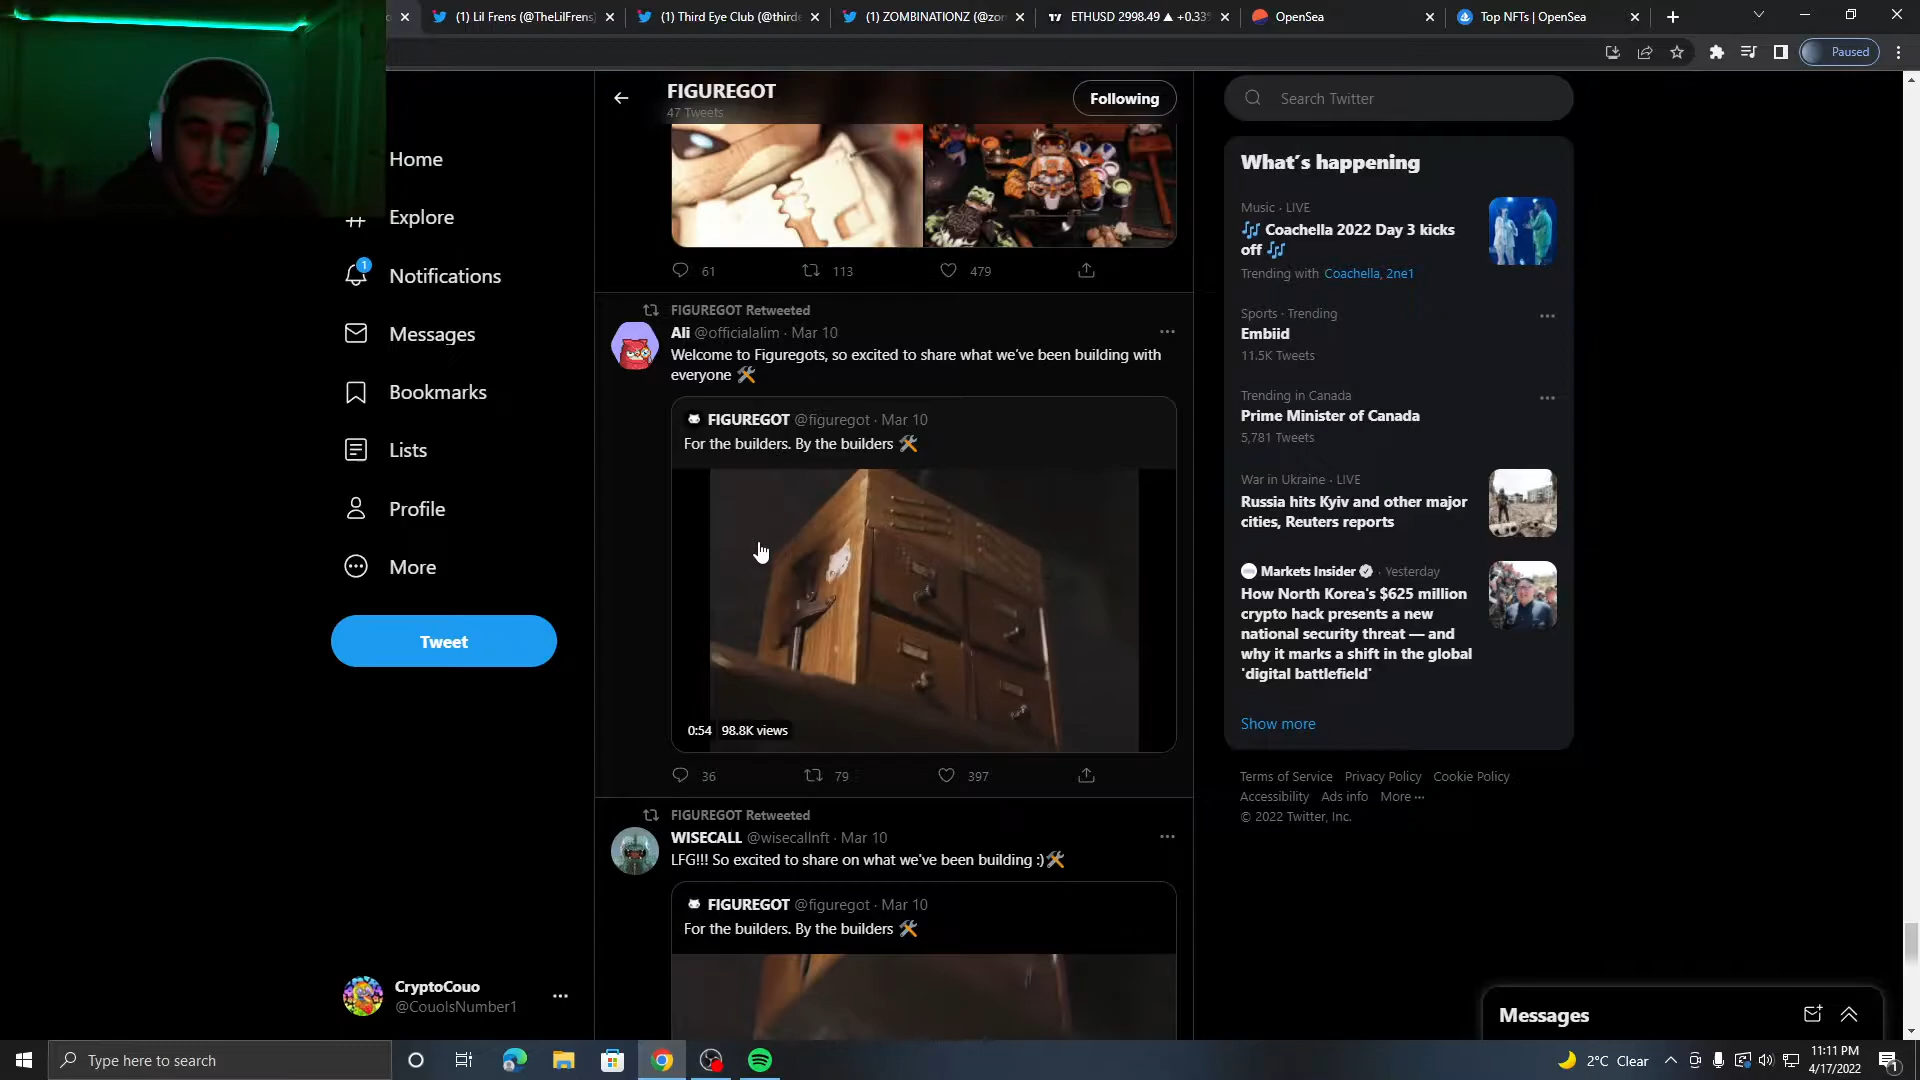 (1) Lil Frens (@TheLilFrens)
(1) Third Eye Club (@thirde
(1) ZOMBINATIONZ (@zon
ETHUSD 2998.49 ▲ +0.33%
OpenSea
Top NFTs | OpenSea
Paused
FIGUREGOT
47 Tweets
Following
Search Twitter
Home
Explore
Notifications
1
Messages
Bookmarks
Lists
Profile
More
Tweet
CryptoCouo
@CouoIsNumber1
61 113 479
FIGUREGOT Retweeted
Ali @officialalim · Mar 10
Welcome to Figuregots, so excited to share what we've been building with
everyone 🛠
FIGUREGOT @figuregot · Mar 10
For the builders. By the builders 🛠
0:54 98.8K views
36 79 397
FIGUREGOT Retweeted
WISECALL @wisecallnft · Mar 10
LFG!!! So excited to share on what we've been building :)🛠
FIGUREGOT @figuregot · Mar 10
For the builders. By the builders 🛠
What's happening
Music · LIVE
🎶 Coachella 2022 Day 3 kicks
off 🎶
Trending with Coachella, 2ne1
Sports · Trending
Embiid
11.5K Tweets
Trending in Canada
Prime Minister of Canada
5,781 Tweets
War in Ukraine · LIVE
Russia hits Kyiv and other major
cities, Reuters reports
Markets Insider · Yesterday
How North Korea's $625 million
crypto hack presents a new
national security threat — and
why it marks a shift in the global
'digital battlefield'
Show more
Terms of Service Privacy Policy Cookie Policy
Accessibility Ads info More ···
© 2022 Twitter, Inc.
Messages
Type here to search
2°C Clear
11:11 PM
4/17/2022
1